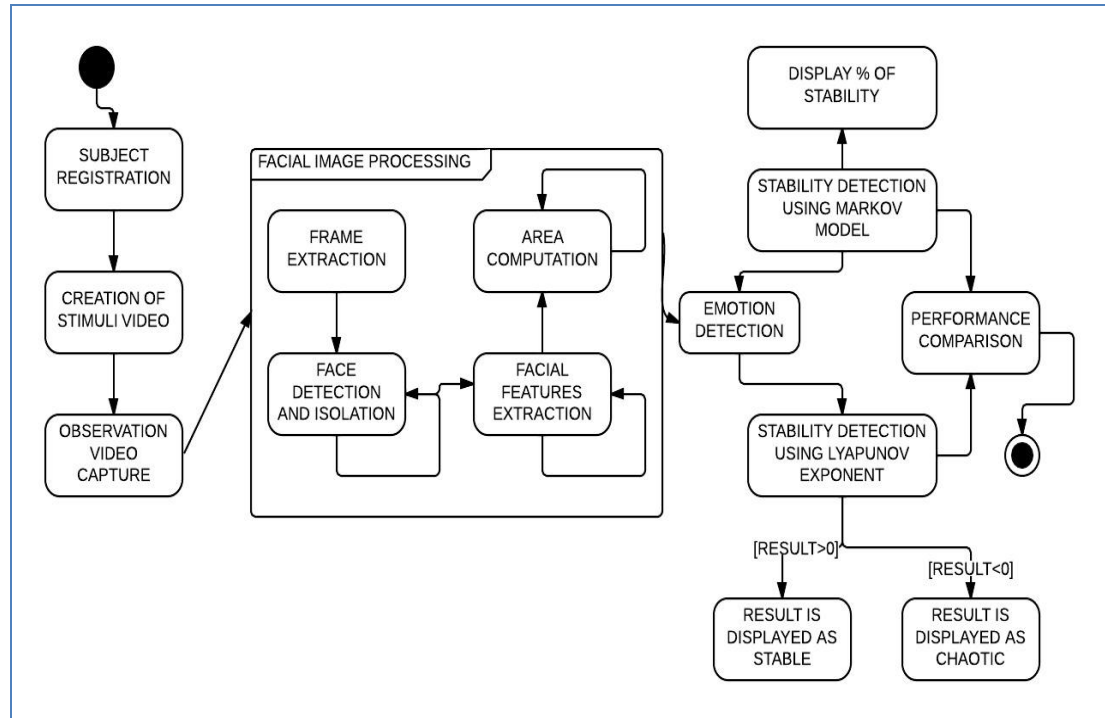 SUBJECT
REGISTRATION
CREATION OF
STIMULI VIDEO
OBSERVATION
VIDEO
CAPTURE
FACIAL IMAGE PROCESSING
FRAME
EXTRACTION
FACE
DETECTION
AND ISOLATION
AREA
COMPUTATION
FACIAL
FEATURES
EXTRACTION
DISPLAY % OF
STABILITY
STABILITY DETECTION
USING MARKOV
MODEL
EMOTION
DETECTION
PERFORMANCE
COMPARISON
STABILITY DETECTION
USING LYAPUNOV
EXPONENT
[RESULT>0]
[RESULT<0]
RESULT IS
DISPLAYED AS
STABLE
RESULT IS
DISPLAYED AS
CHAOTIC